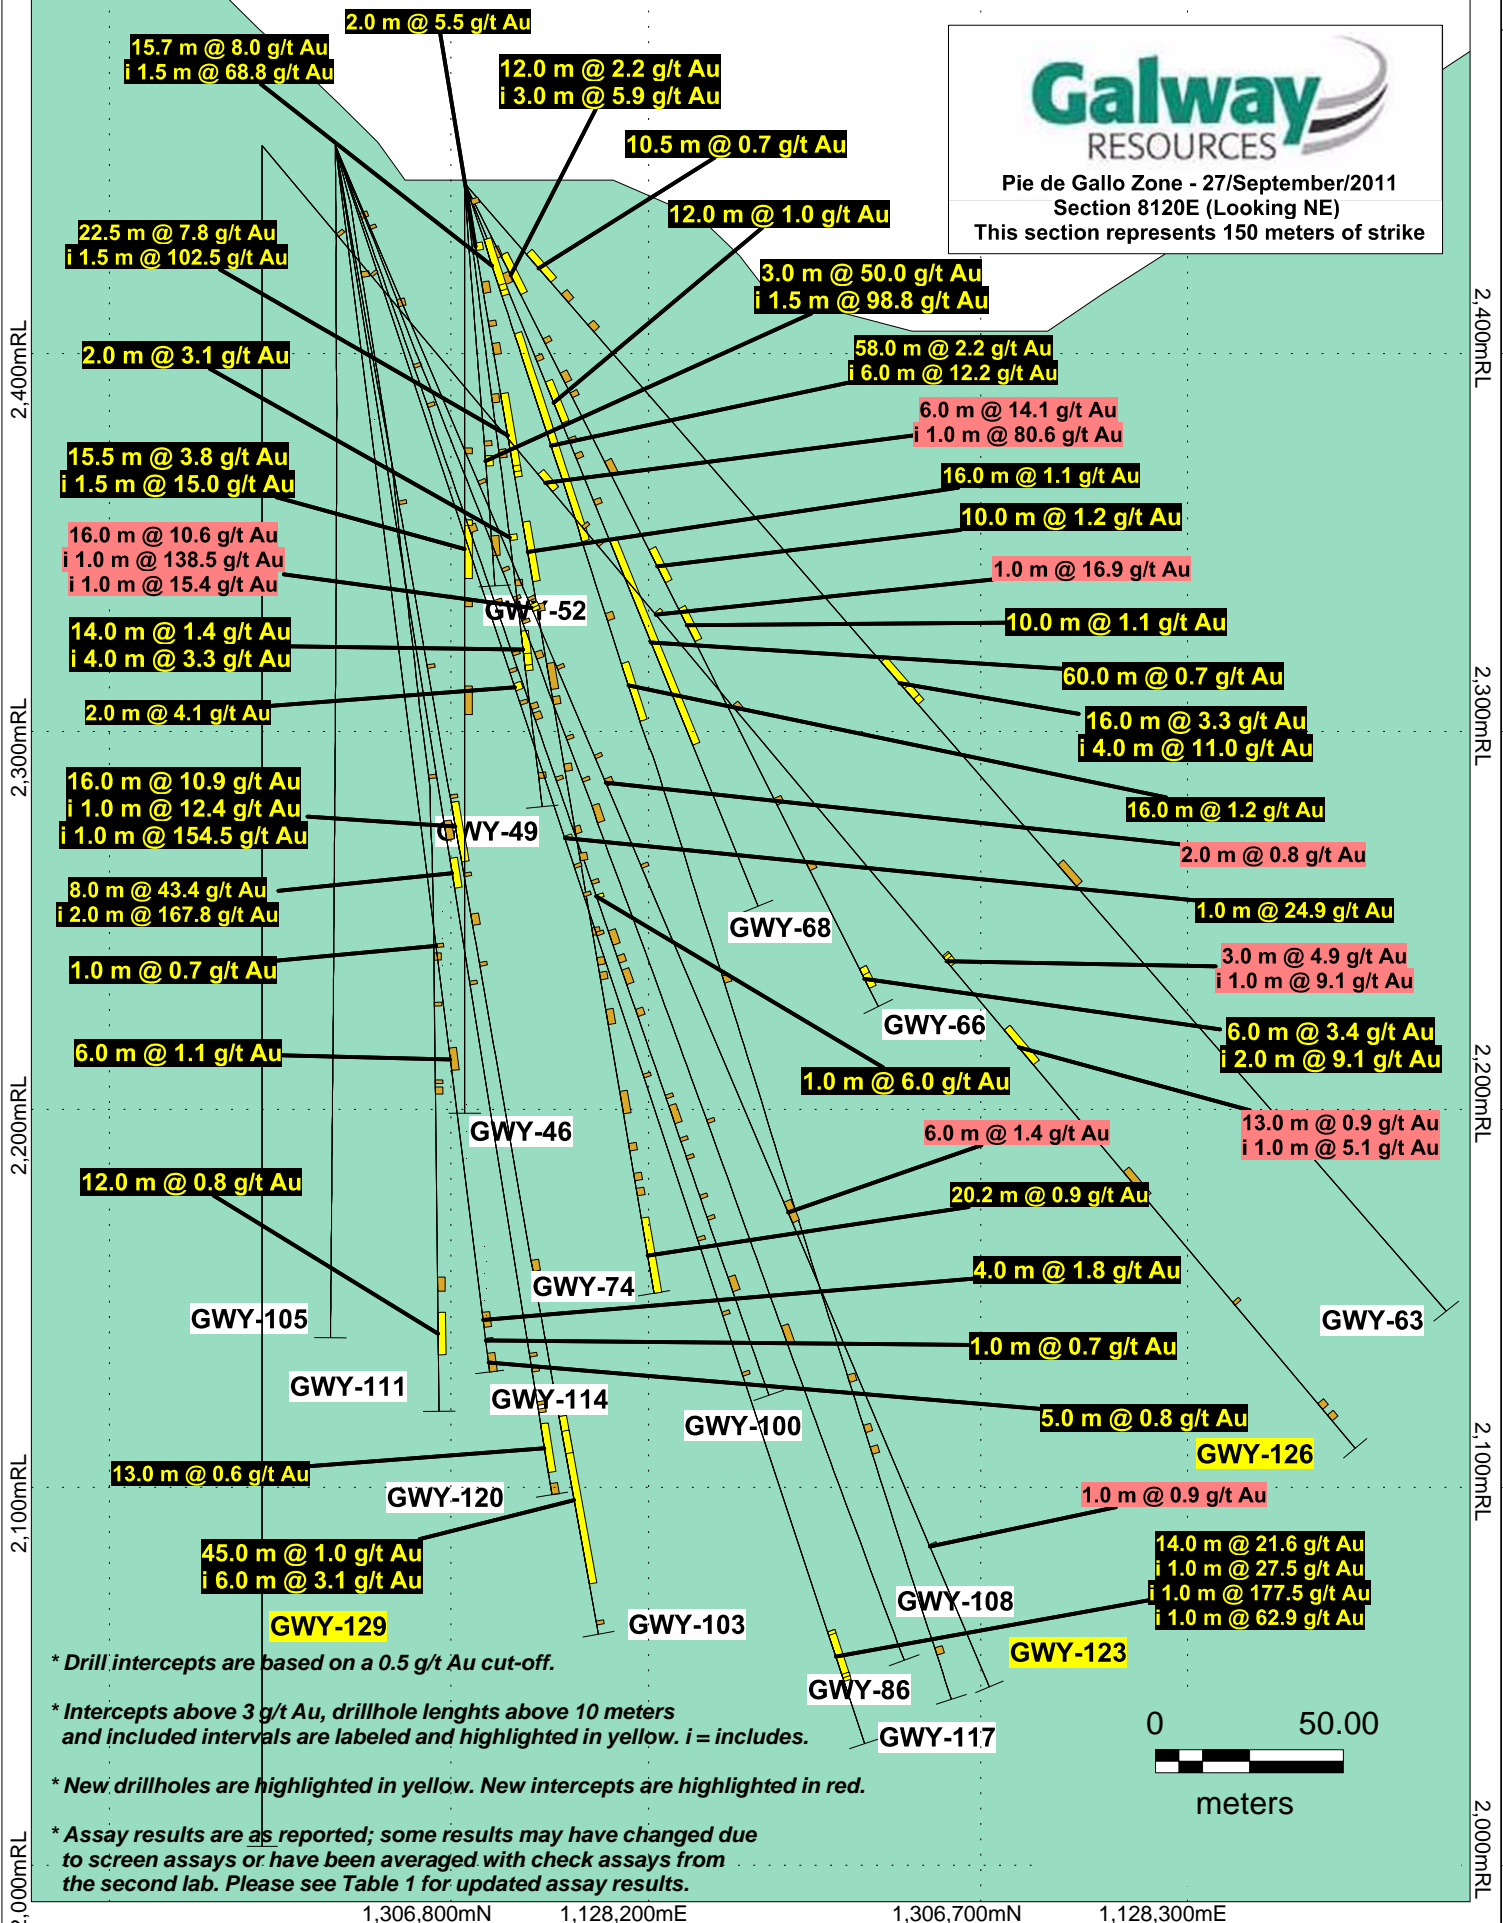 2.0 m @ 5.5 g/t Au
15.7 m @ 8.0 g/t Au
i 1.5 m @ 68.8 g/t Au
12.0 m @ 2.2 g/t Au
i 3.0 m @ 5.9 g/t Au
10.5 m @ 0.7 g/t Au
Galway
RESOURCES
Pie de Gallo Zone - 27/September/2011
Section 8120E (Looking NE)
This section represents 150 meters of strike
12.0 m @ 1.0 g/t Au
22.5 m @ 7.8 g/t Au
i 1.5 m @ 102.5 g/t Au
3.0 m @ 50.0 g/t Au
i 1.5 m @ 98.8 g/t Au
2,400mRL
2,400mRL
2.0 m @ 3.1 g/t Au
58.0 m @ 2.2 g/t Au
i 6.0 m @ 12.2 g/t Au
6.0 m @ 14.1 g/t Au
i 1.0 m @ 80.6 g/t Au
15.5 m @ 3.8 g/t Au
i 1.5 m @ 15.0 g/t Au
16.0 m @ 1.1 g/t Au
10.0 m @ 1.2 g/t Au
16.0 m @ 10.6 g/t Au
i 1.0 m @ 138.5 g/t Au
i 1.0 m @ 15.4 g/t Au
1.0 m @ 16.9 g/t Au
GWY-52
10.0 m @ 1.1 g/t Au
14.0 m @ 1.4 g/t Au
i 4.0 m @ 3.3 g/t Au
60.0 m @ 0.7 g/t Au
2.0 m @ 4.1 g/t Au
16.0 m @ 3.3 g/t Au
i 4.0 m @ 11.0 g/t Au
2,300mRL
2,300mRL
16.0 m @ 10.9 g/t Au
i 1.0 m @ 12.4 g/t Au
i 1.0 m @ 154.5 g/t Au
16.0 m @ 1.2 g/t Au
GWY-49
2.0 m @ 0.8 g/t Au
8.0 m @ 43.4 g/t Au
i 2.0 m @ 167.8 g/t Au
1.0 m @ 24.9 g/t Au
GWY-68
3.0 m @ 4.9 g/t Au
i 1.0 m @ 9.1 g/t Au
1.0 m @ 0.7 g/t Au
GWY-66
6.0 m @ 3.4 g/t Au
i 2.0 m @ 9.1 g/t Au
6.0 m @ 1.1 g/t Au
1.0 m @ 6.0 g/t Au
2,200mRL
2,200mRL
GWY-46
6.0 m @ 1.4 g/t Au
13.0 m @ 0.9 g/t Au
i 1.0 m @ 5.1 g/t Au
12.0 m @ 0.8 g/t Au
20.2 m @ 0.9 g/t Au
4.0 m @ 1.8 g/t Au
GWY-74
GWY-105
GWY-63
1.0 m @ 0.7 g/t Au
GWY-111
GWY-114
GWY-100
5.0 m @ 0.8 g/t Au
GWY-126
2,100mRL
2,100mRL
13.0 m @ 0.6 g/t Au
GWY-120
1.0 m @ 0.9 g/t Au
45.0 m @ 1.0 g/t Au
i 6.0 m @ 3.1 g/t Au
14.0 m @ 21.6 g/t Au
i 1.0 m @ 27.5 g/t Au
i 1.0 m @ 177.5 g/t Au
i 1.0 m @ 62.9 g/t Au
GWY-108
GWY-129
GWY-103
GWY-123
GWY-86
GWY-117
* Drill intercepts are based on a 0.5 g/t Au cut-off.
* Intercepts above 3 g/t Au, drillhole lenghts above 10 meters
and included intervals are labeled and highlighted in yellow. i = includes.
* New drillholes are highlighted in yellow. New intercepts are highlighted in red.
* Assay results are as reported; some results may have changed due
to screen assays or have been averaged with check assays from
the second lab. Please see Table 1 for updated assay results.
0 50.00
meters
2,000mRL
2,000mRL
1,306,800mN 1,128,200mE 1,306,700mN 1,128,300mE